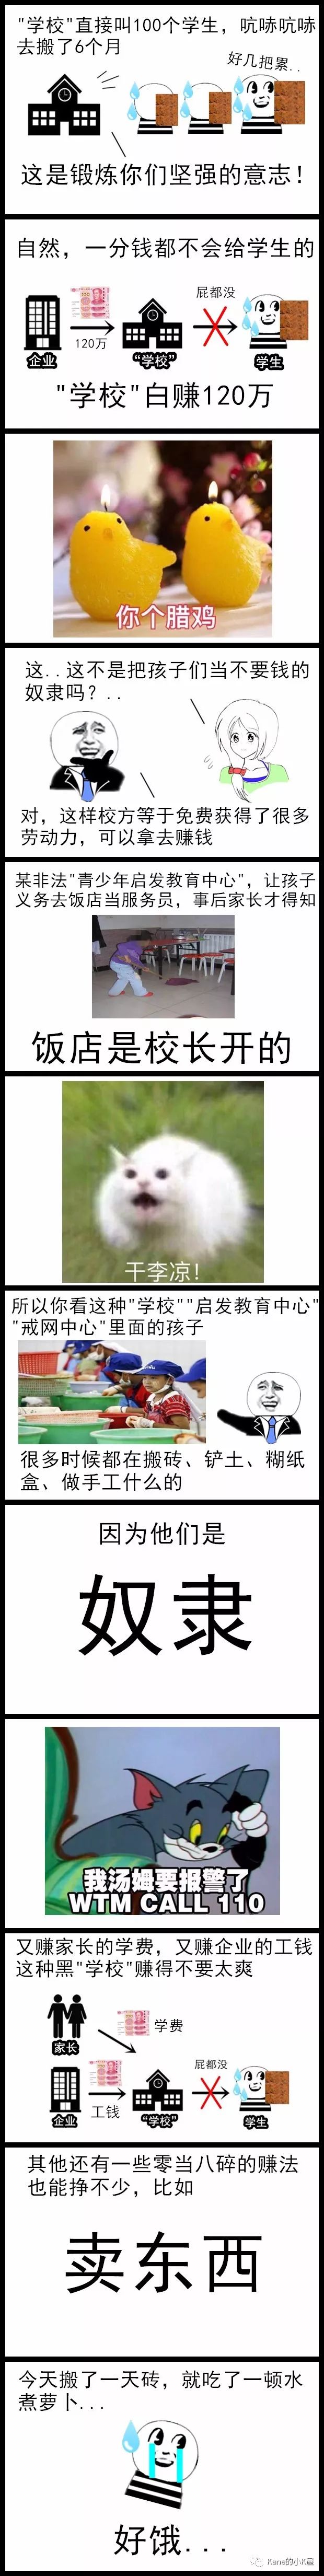 "学校"直接叫100个学生，吭哧吭哧
去搬了6个月
好几把累..
这是锻炼你们坚强的意志！
自然，一分钱都不会给学生的
屁都没
120万
企业
"学校"
学生
"学校"白赚120万
你个腊鸡
这..这不是把孩子们当不要钱的
奴隶吗？..
对，这样校方等于免费获得了很多
劳动力，可以拿去赚钱
某非法"青少年启发教育中心"，让孩子
义务去饭店当服务员，事后家长才得知
饭店是校长开的
干李凉！
所以你看这种"学校""启发教育中心"
"戒网中心"里面的孩子
很多时候都在搬砖、铲土、糊纸
盒、做手工什么的
因为他们是
奴隶
我汤姆要报警了
WTM CALL 110
又赚家长的学费，又赚企业的工钱
这种黑"学校"赚得不要太爽
学费
家长
屁都没
工钱
企业
"学校"
学生
其他还有一些零当八碎的赚法
也能挣不少，比如
卖东西
今天搬了一天砖，就吃了一顿水
煮萝卜...
好饿...
Kane的小K屋